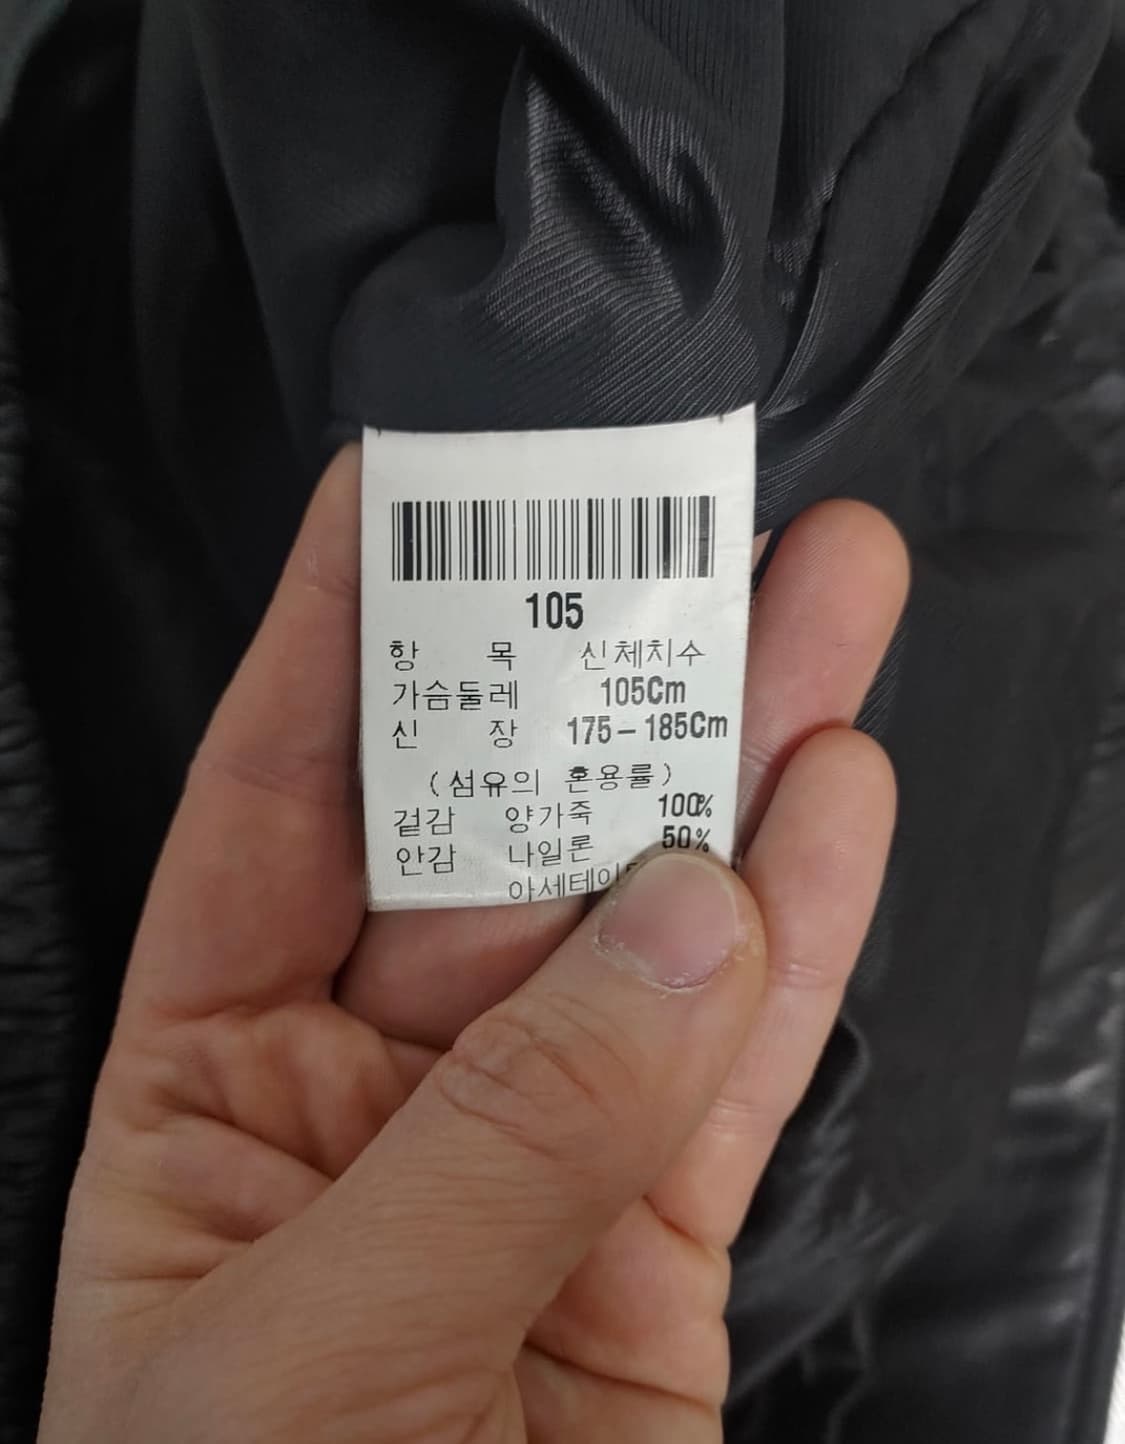 105
항 목 신체치수
가슴둘레 105Cm
신 장 175-185Cm
(섬유의 혼용률)
겉감 양가죽 100%
안감 나일론 50%